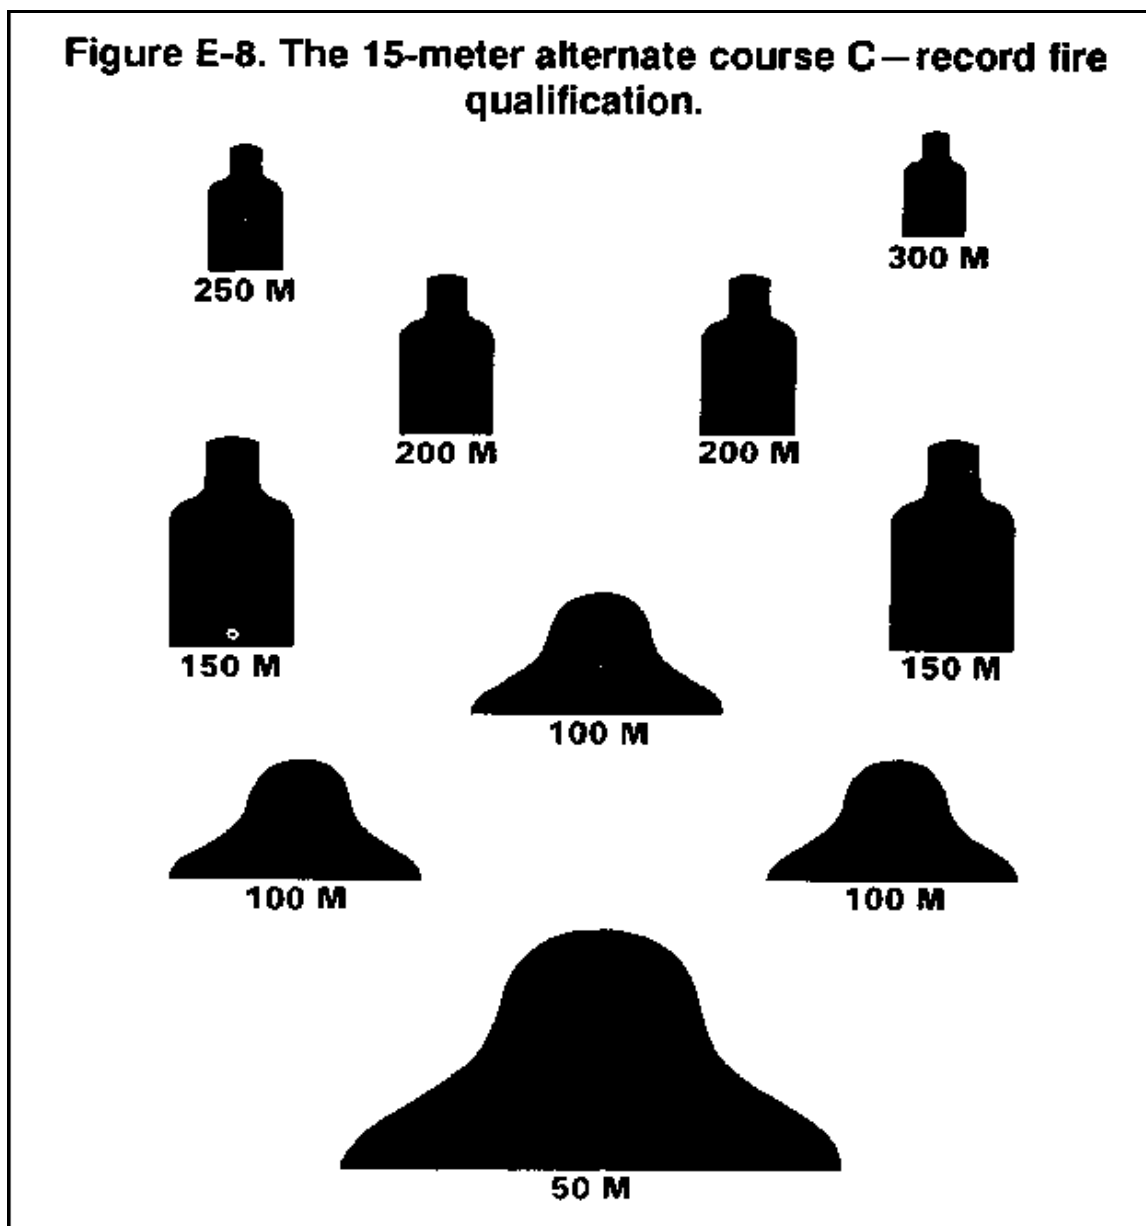 Figure E-8. The 15-meter alternate course C—record fire
qualification.
250 M
300 M
200 M
200 M
150 M
150 M
100 M
100 M
100 M
50 M